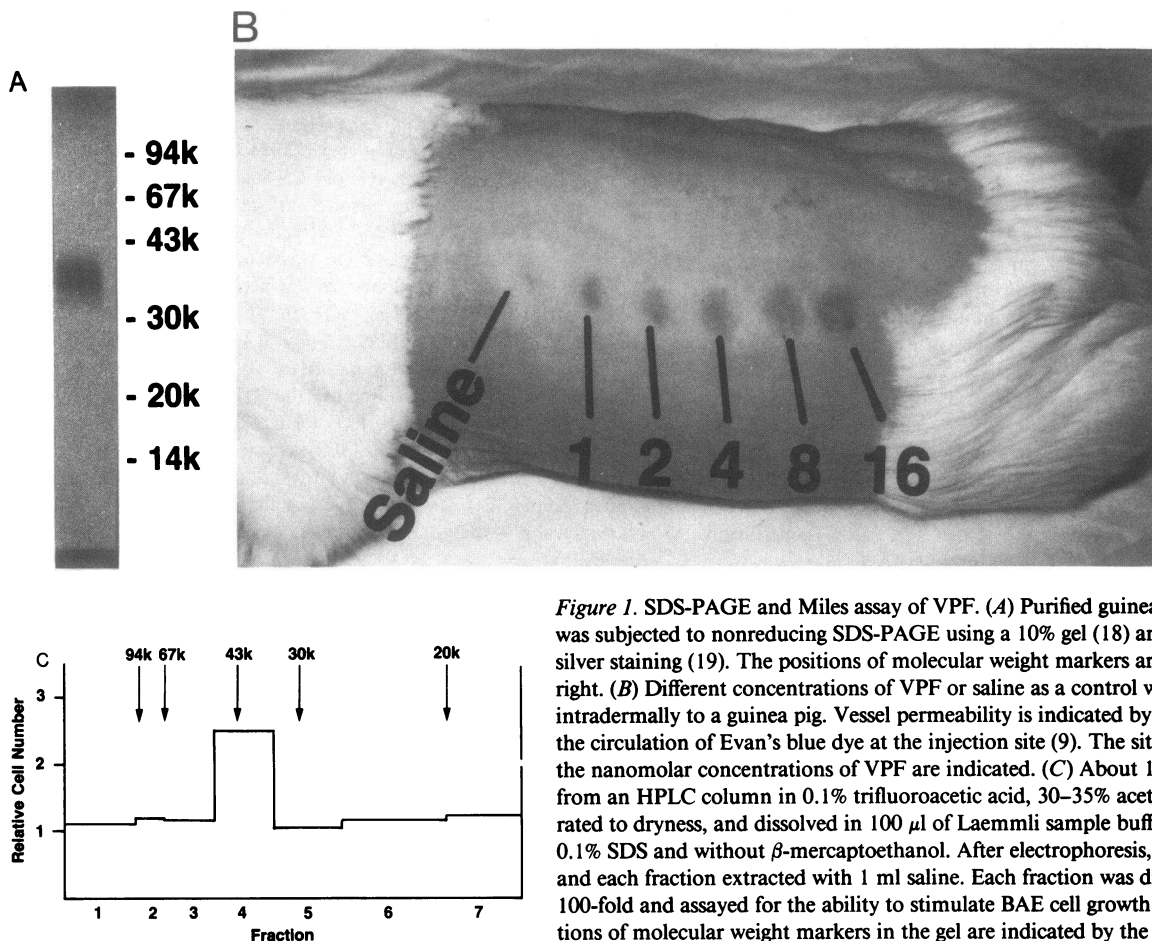 B
A
- 94k
- 67k
- 43k
- 30k
- 20k
- 14k
Saline
1 2 4 8 16
C
94k 67k 43k 30k 20k
3
2
1
Relative Cell Number
1 2 3 4 5 6 7
Fraction
Figure 1. SDS-PAGE and Miles assay of VPF. (A) Purified guinea
was subjected to nonreducing SDS-PAGE using a 10% gel (18) an
silver staining (19). The positions of molecular weight markers ar
right. (B) Different concentrations of VPF or saline as a control w
intradermally to a guinea pig. Vessel permeability is indicated by
the circulation of Evan's blue dye at the injection site (9). The sit
the nanomolar concentrations of VPF are indicated. (C) About 1
from an HPLC column in 0.1% trifluoroacetic acid, 30–35% acet
rated to dryness, and dissolved in 100 μl of Laemmli sample buff
0.1% SDS and without β-mercaptoethanol. After electrophoresis,
and each fraction extracted with 1 ml saline. Each fraction was d
100-fold and assayed for the ability to stimulate BAE cell growth
tions of molecular weight markers in the gel are indicated by the